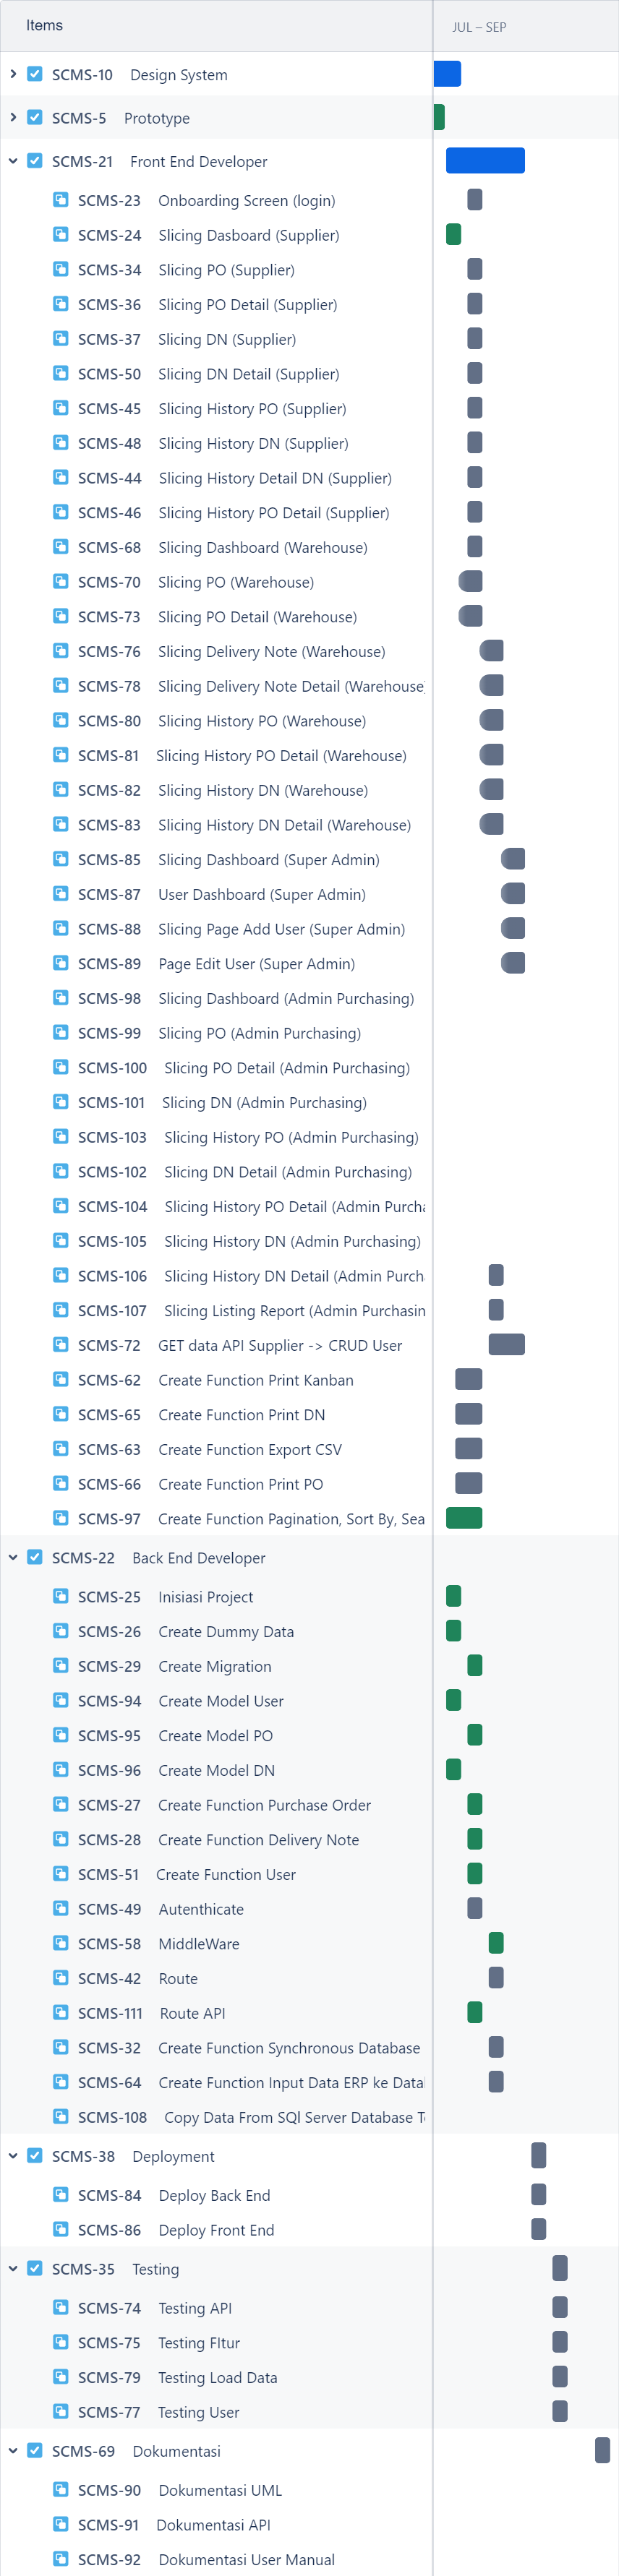 Items
JUL – SEP
SCMS-10 Design System
SCMS-5 Prototype
SCMS-21 Front End Developer
SCMS-23 Onboarding Screen (login)
SCMS-24 Slicing Dasboard (Supplier)
SCMS-34 Slicing PO (Supplier)
SCMS-36 Slicing PO Detail (Supplier)
SCMS-37 Slicing DN (Supplier)
SCMS-50 Slicing DN Detail (Supplier)
SCMS-45 Slicing History PO (Supplier)
SCMS-48 Slicing History DN (Supplier)
SCMS-44 Slicing History Detail DN (Supplier)
SCMS-46 Slicing History PO Detail (Supplier)
SCMS-68 Slicing Dashboard (Warehouse)
SCMS-70 Slicing PO (Warehouse)
SCMS-73 Slicing PO Detail (Warehouse)
SCMS-76 Slicing Delivery Note (Warehouse)
SCMS-78 Slicing Delivery Note Detail (Warehouse)
SCMS-80 Slicing History PO (Warehouse)
SCMS-81 Slicing History PO Detail (Warehouse)
SCMS-82 Slicing History DN (Warehouse)
SCMS-83 Slicing History DN Detail (Warehouse)
SCMS-85 Slicing Dashboard (Super Admin)
SCMS-87 User Dashboard (Super Admin)
SCMS-88 Slicing Page Add User (Super Admin)
SCMS-89 Page Edit User (Super Admin)
SCMS-98 Slicing Dashboard (Admin Purchasing)
SCMS-99 Slicing PO (Admin Purchasing)
SCMS-100 Slicing PO Detail (Admin Purchasing)
SCMS-101 Slicing DN (Admin Purchasing)
SCMS-103 Slicing History PO (Admin Purchasing)
SCMS-102 Slicing DN Detail (Admin Purchasing)
SCMS-104 Slicing History PO Detail (Admin Purcha
SCMS-105 Slicing History DN (Admin Purchasing)
SCMS-106 Slicing History DN Detail (Admin Purch
SCMS-107 Slicing Listing Report (Admin Purchasin
SCMS-72 GET data API Supplier -> CRUD User
SCMS-62 Create Function Print Kanban
SCMS-65 Create Function Print DN
SCMS-63 Create Function Export CSV
SCMS-66 Create Function Print PO
SCMS-97 Create Function Pagination, Sort By, Sea
SCMS-22 Back End Developer
SCMS-25 Inisiasi Project
SCMS-26 Create Dummy Data
SCMS-29 Create Migration
SCMS-94 Create Model User
SCMS-95 Create Model PO
SCMS-96 Create Model DN
SCMS-27 Create Function Purchase Order
SCMS-28 Create Function Delivery Note
SCMS-51 Create Function User
SCMS-49 Autenthicate
SCMS-58 MiddleWare
SCMS-42 Route
SCMS-111 Route API
SCMS-32 Create Function Synchronous Database
SCMS-64 Create Function Input Data ERP ke Data
SCMS-108 Copy Data From SQl Server Database T
SCMS-38 Deployment
SCMS-84 Deploy Back End
SCMS-86 Deploy Front End
SCMS-35 Testing
SCMS-74 Testing API
SCMS-75 Testing FItur
SCMS-79 Testing Load Data
SCMS-77 Testing User
SCMS-69 Dokumentasi
SCMS-90 Dokumentasi UML
SCMS-91 Dokumentasi API
SCMS-92 Dokumentasi User Manual